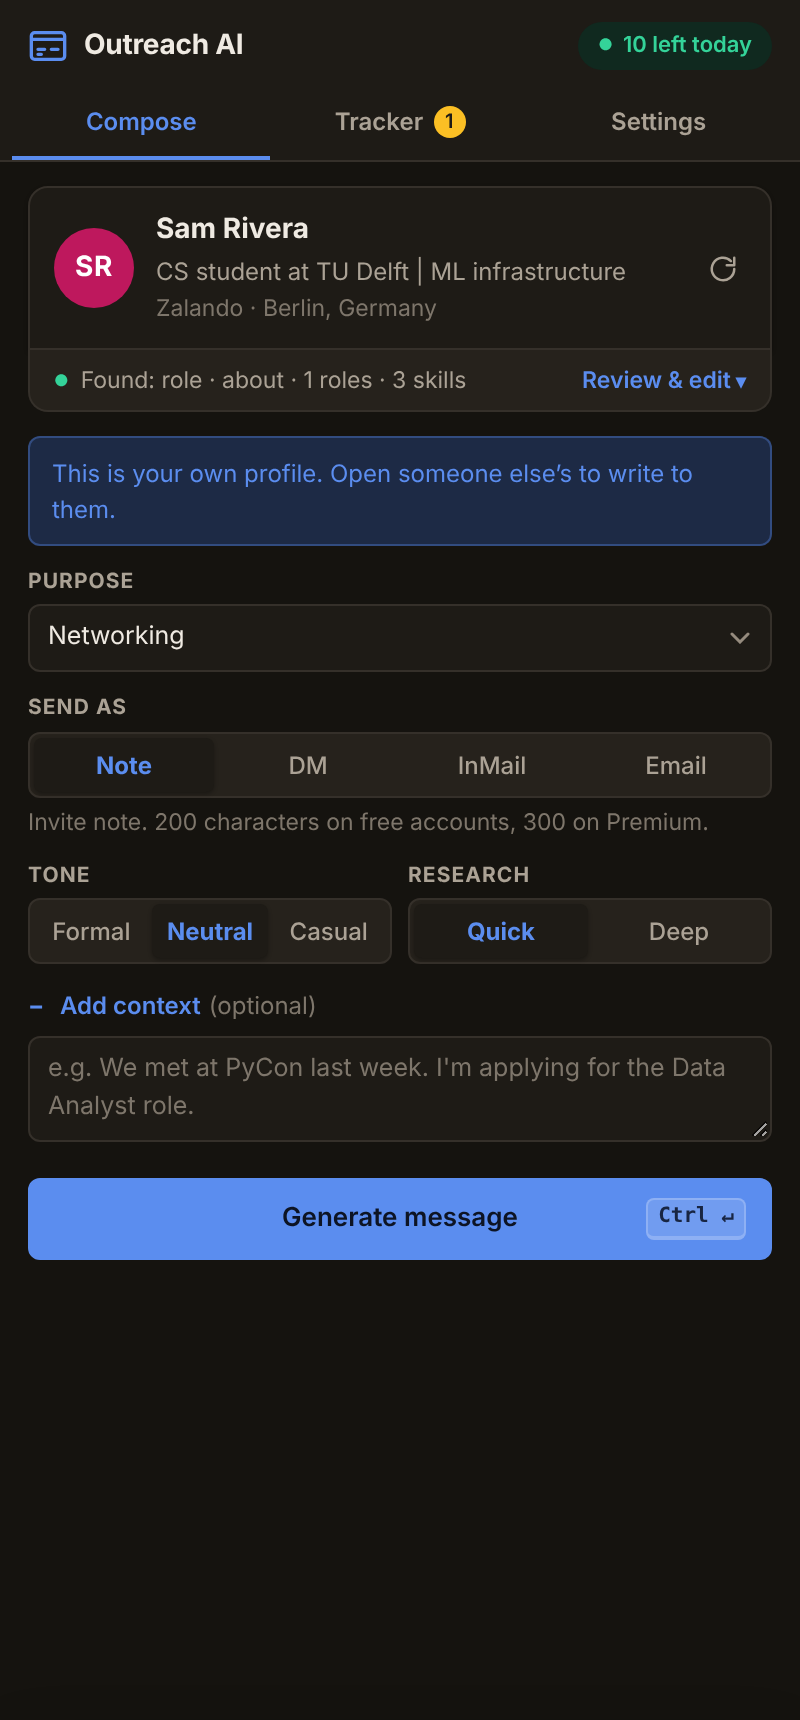 Outreach AI
10 left today
Compose
Tracker 1
Settings
SR
Sam Rivera
CS student at TU Delft | ML infrastructure
Zalando · Berlin, Germany
Found: role · about · 1 roles · 3 skills
Review & edit ▾
This is your own profile. Open someone else’s to write to
them.
PURPOSE
Networking
SEND AS
Note
DM
InMail
Email
Invite note. 200 characters on free accounts, 300 on Premium.
TONE
RESEARCH
Formal
Neutral
Casual
Quick
Deep
– Add context (optional)
e.g. We met at PyCon last week. I'm applying for the Data
Analyst role.
Generate message
Ctrl ↵